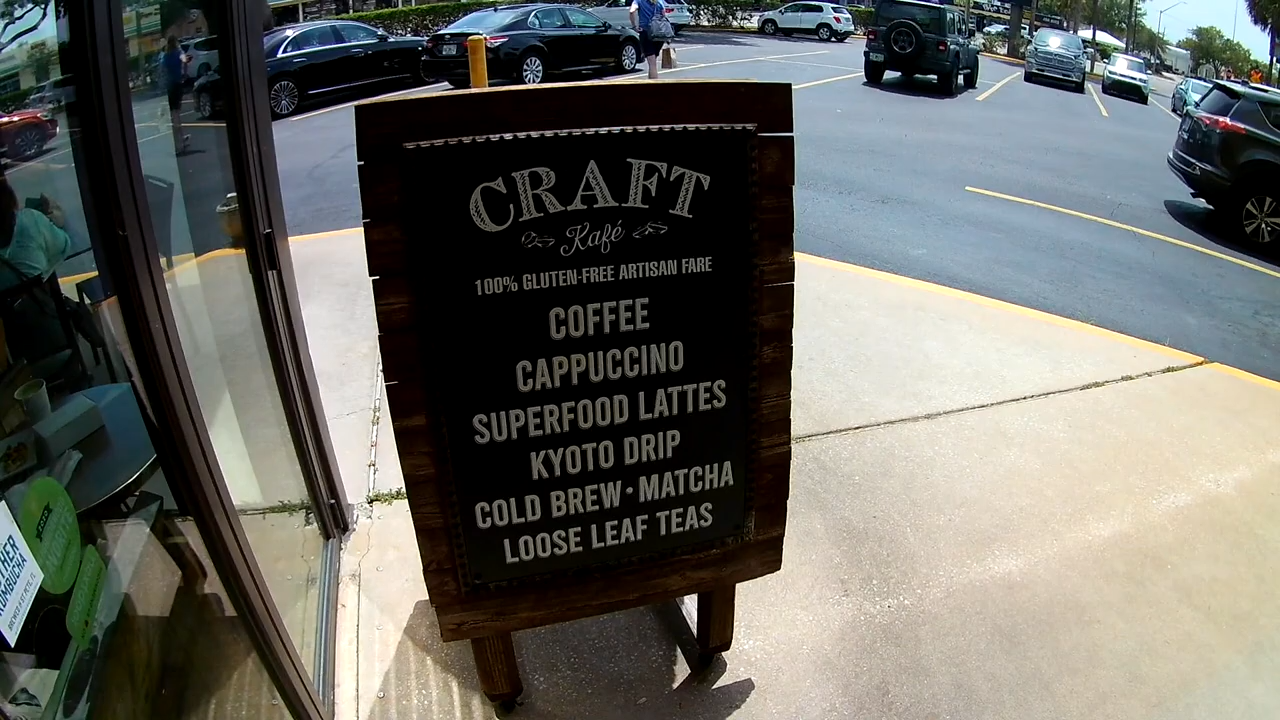 CRAFT
Kafé
100% GLUTEN-FREE ARTISAN FARE
COFFEE
CAPPUCCINO
SUPERFOOD LATTES
KYOTO DRIP
COLD BREW • MATCHA
LOOSE LEAF TEAS